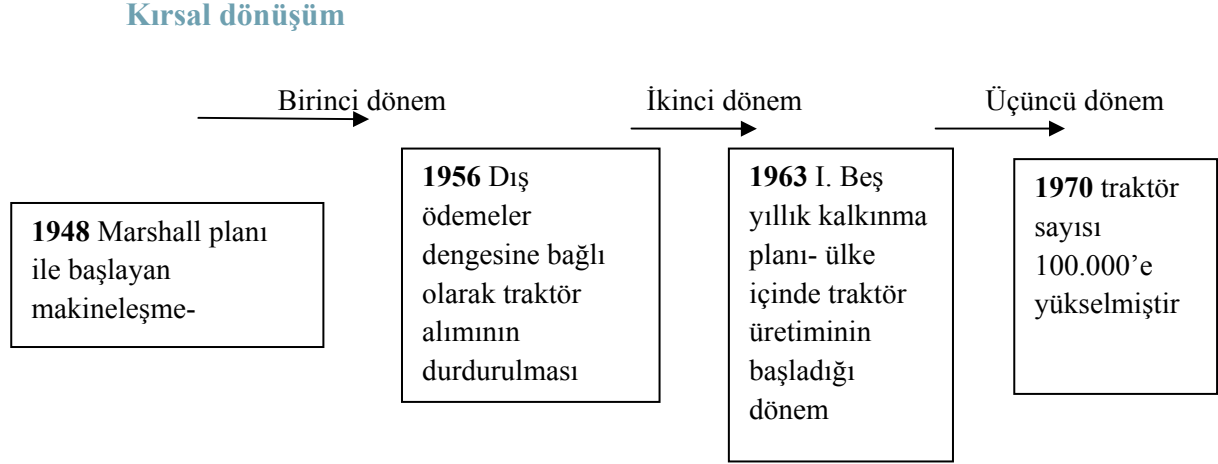 Kırsal dönüşüm
Birinci dönem
İkinci dönem
Üçüncü dönem
1948 Marshall planı
ile başlayan
makineleşme-
1956 Dış
ödemeler
dengesine bağlı
olarak traktör
alımının
durdurulması
1963 I. Beş
yıllık kalkınma
planı- ülke
içinde traktör
üretiminin
başladığı
dönem
1970 traktör
sayısı
100.000’e
yükselmiştir